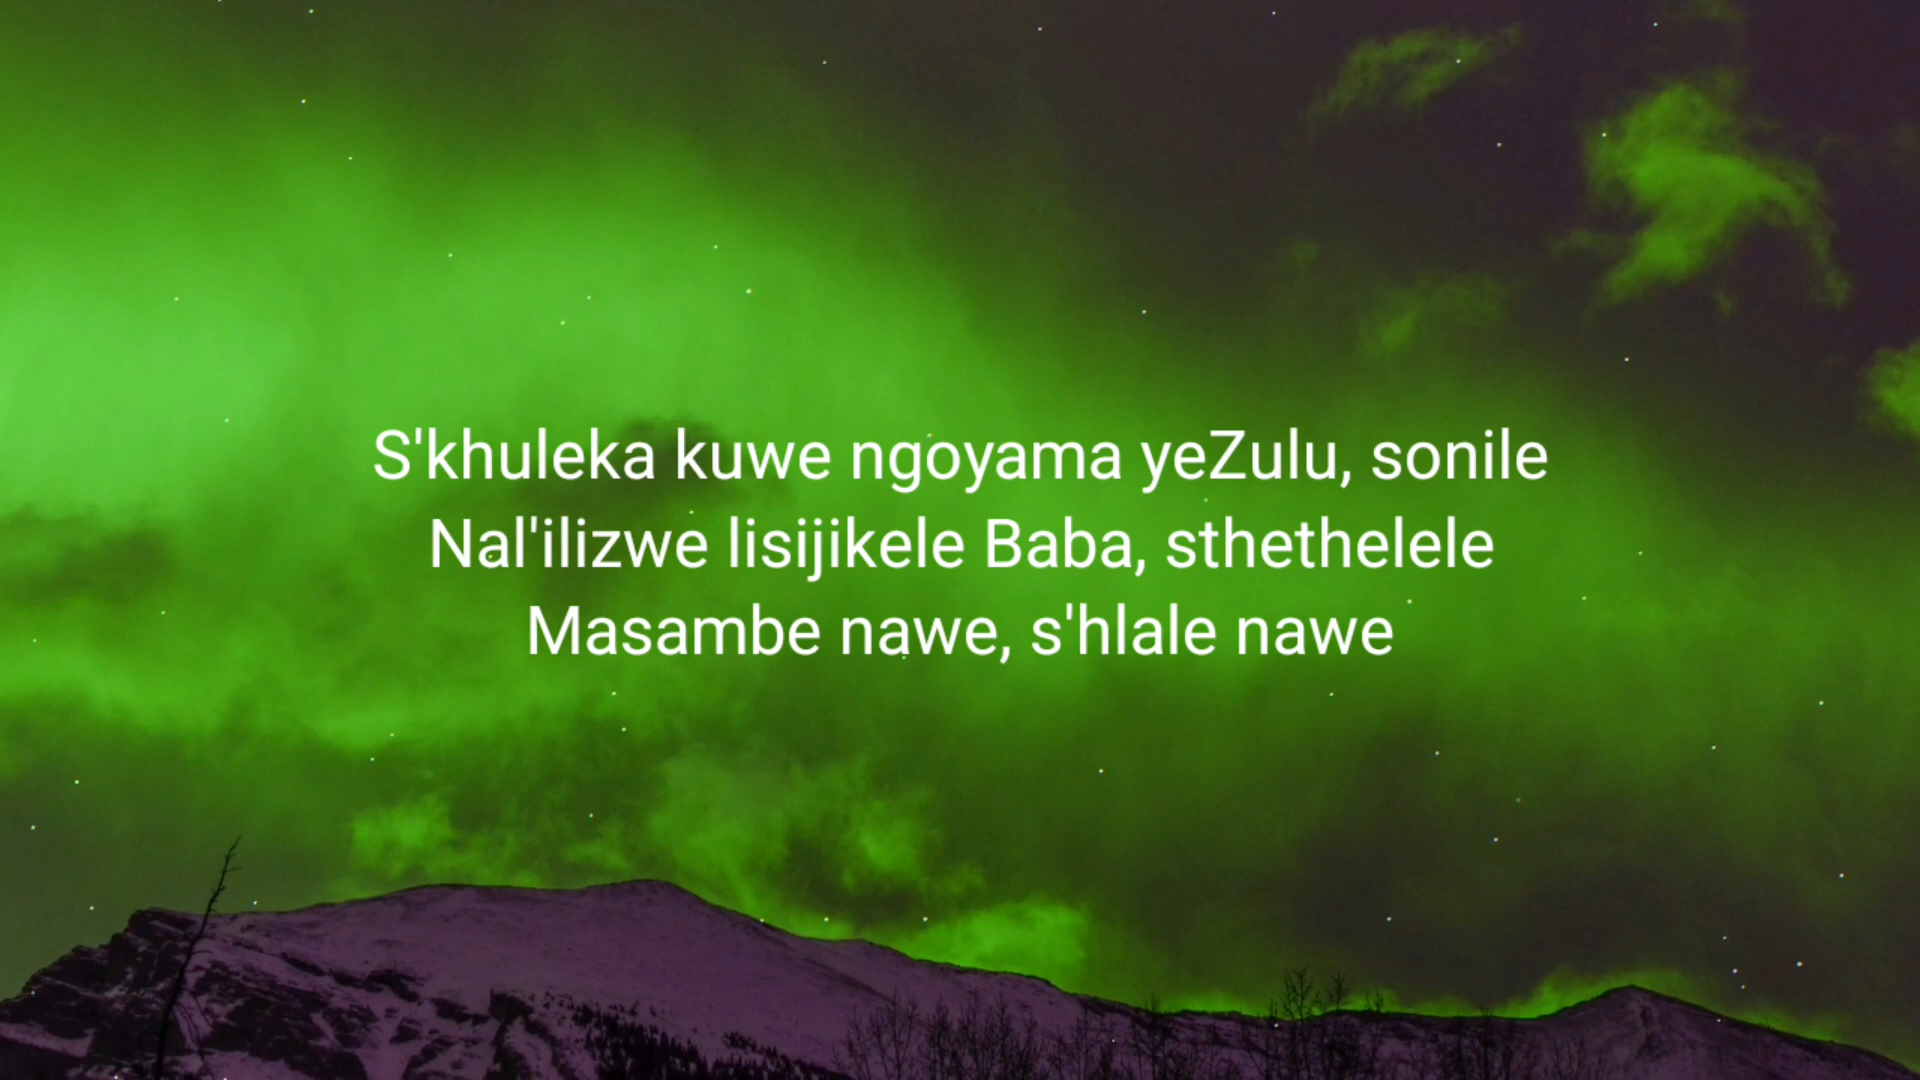 S'khuleka kuwe ngoyama yeZulu, sonile
Nal'ilizwe lisijikele Baba, sthethelele
Masambe nawe, s'hlale nawe